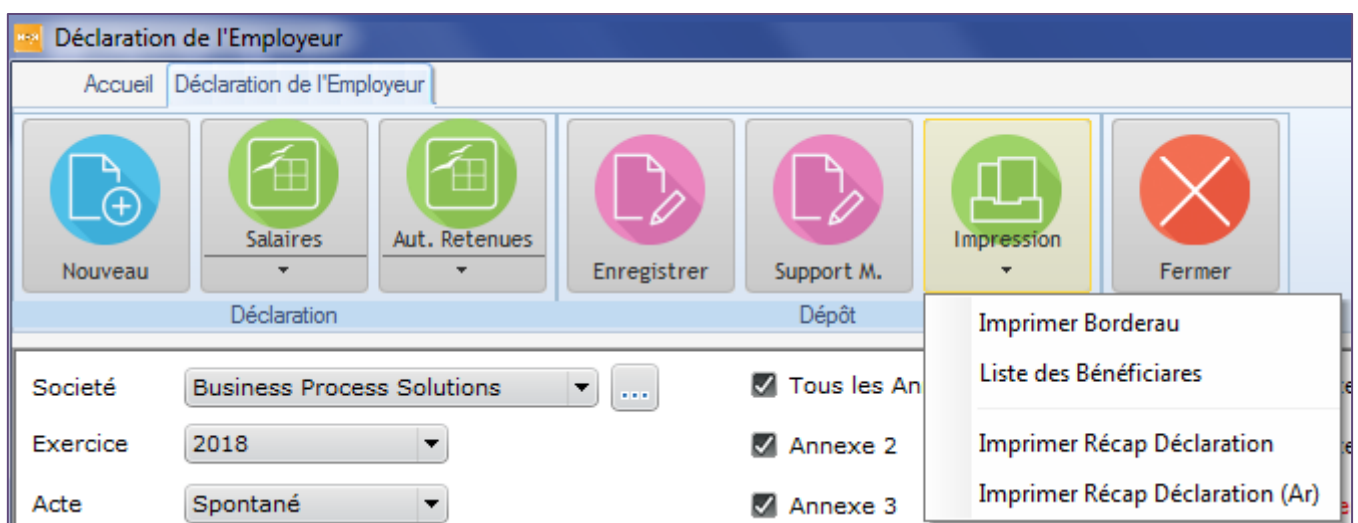 Déclaration de l'Employeur
Accueil Déclaration de l'Employeur
Nouveau
Salaires
Aut. Retenues
Enregistrer
Support M.
Impression
Fermer
Déclaration
Dépôt
Imprimer Borderau
Liste des Bénéficiares
Imprimer Récap Déclaration
Imprimer Récap Déclaration (Ar)
Societé Business Process Solutions ...
Tous les An
Exercice 2018
Annexe 2
Acte Spontané
Annexe 3